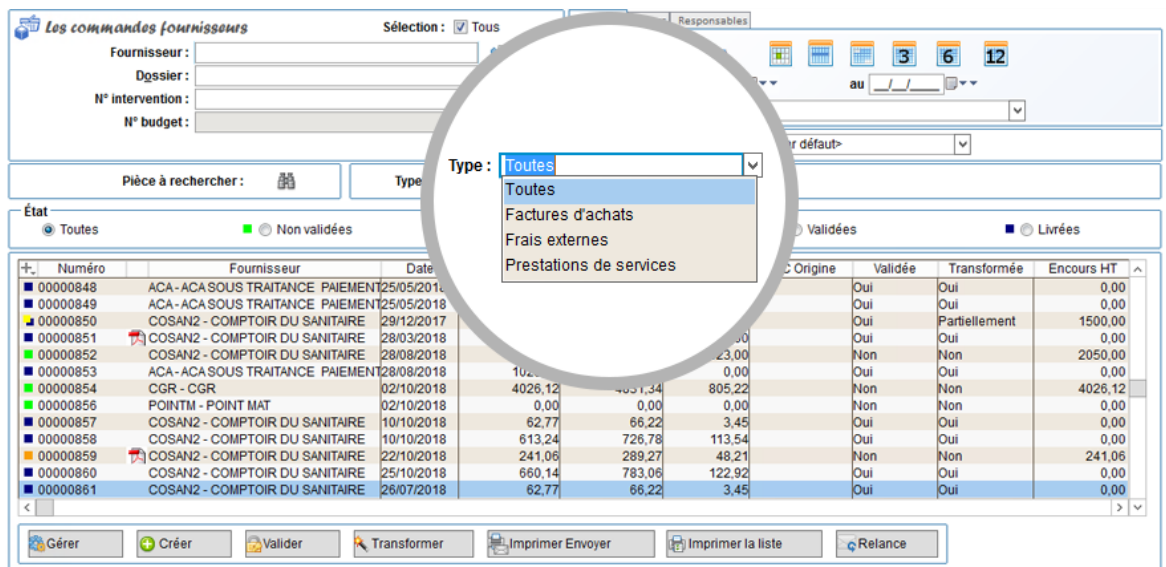 Les commandes fournisseurs Sélection : Tous Responsables
Fournisseur :
3 6 12
Dossier :
au __/__/____
N° intervention :
N° budget :
défaut>
Pièce à rechercher : Type
Type : Toutes
Toutes
Factures d'achats
Frais externes
Prestations de services
État
Toutes Non validées Validées Livrées
Numéro Fournisseur Date Origine Validée Transformée Encours HT
00000848 ACA - ACA SOUS TRAITANCE PAIEMENT 25/05/2018 Oui Oui 0,00
00000849 ACA - ACA SOUS TRAITANCE PAIEMENT 25/05/2018 Oui Oui 0,00
00000850 COSAN2 - COMPTOIR DU SANITAIRE 29/12/2017 Oui Partiellement 1500,00
00000851 COSAN2 - COMPTOIR DU SANITAIRE 28/03/2018 Oui Oui 0,00
00000852 COSAN2 - COMPTOIR DU SANITAIRE 28/08/2018 23,00 Non Non 2050,00
00000853 ACA - ACA SOUS TRAITANCE PAIEMENT 28/08/2018 0,00 0,00 Oui Oui 0,00
00000854 CGR - CGR 02/10/2018 4026,12 4831,34 805,22 Non Non 4026,12
00000856 POINTM - POINT MAT 02/10/2018 0,00 0,00 0,00 Non Non 0,00
00000857 COSAN2 - COMPTOIR DU SANITAIRE 10/10/2018 62,77 66,22 3,45 Oui Oui 0,00
00000858 COSAN2 - COMPTOIR DU SANITAIRE 10/10/2018 613,24 726,78 113,54 Oui Oui 0,00
00000859 COSAN2 - COMPTOIR DU SANITAIRE 22/10/2018 241,06 289,27 48,21 Non Non 241,06
00000860 COSAN2 - COMPTOIR DU SANITAIRE 25/10/2018 660,14 783,06 122,92 Oui Oui 0,00
00000861 COSAN2 - COMPTOIR DU SANITAIRE 26/07/2018 62,77 66,22 3,45 Oui Oui 0,00
Gérer Créer Valider Transformer Imprimer Envoyer Imprimer la liste Relance